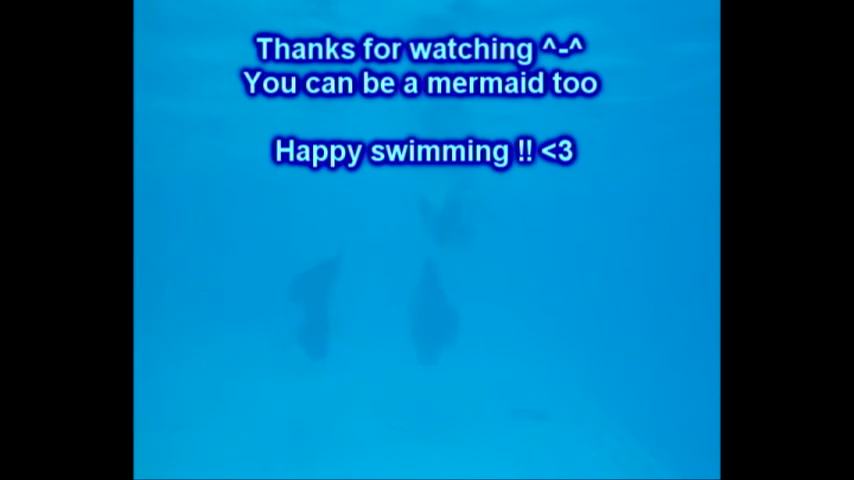 Thanks for watching ^-^
You can be a mermaid too
Happy swimming !! <3